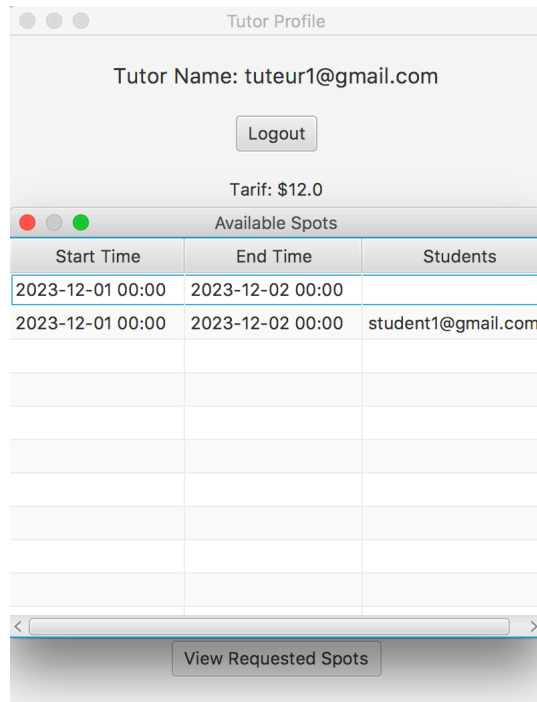 Tutor Profile
Tutor Name: tuteur1@gmail.com
Logout
Tarif: $12.0
Available Spots
Start Time End Time Students
2023-12-01 00:00 2023-12-02 00:00
2023-12-01 00:00 2023-12-02 00:00 student1@gmail.com
View Requested Spots